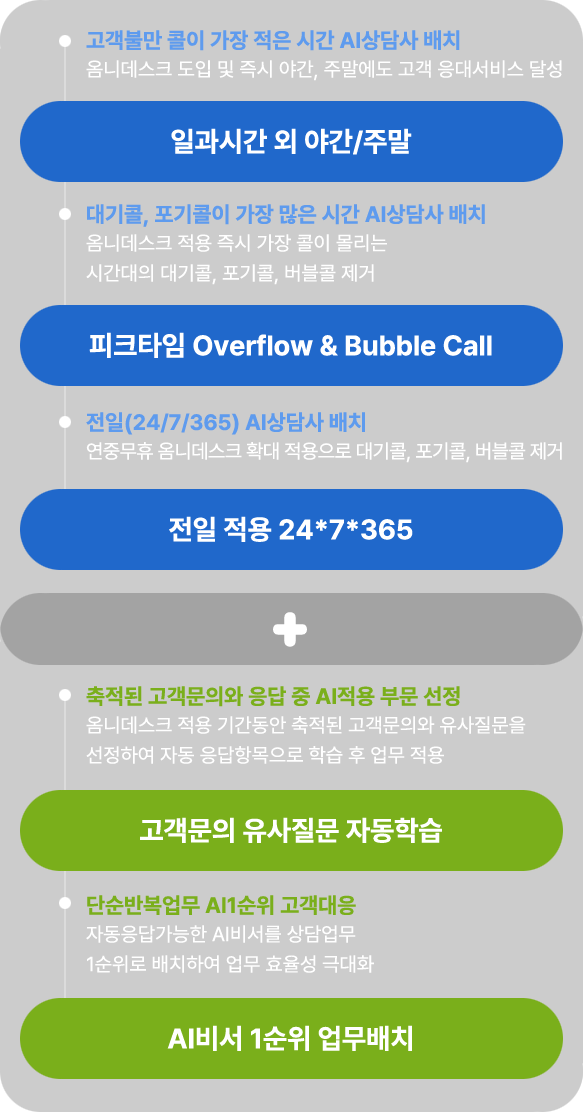 고객불만 콜이 가장 적은 시간 AI상담사 배치
옴니데스크 도입 및 즉시 야간, 주말에도 고객 응대서비스 달성
일과시간 외 야간/주말
대기콜, 포기콜이 가장 많은 시간 AI상담사 배치
옴니데스크 적용 즉시 가장 콜이 몰리는
시간대의 대기콜, 포기콜, 버블콜 제거
피크타임 Overflow & Bubble Call
전일(24/7/365) AI상담사 배치
연중무휴 옴니데스크 확대 적용으로 대기콜, 포기콜, 버블콜 제거
전일 적용 24*7*365
축적된 고객문의와 응답 중 AI적용 부문 선정
옴니데스크 적용 기간동안 축적된 고객문의와 유사질문을
선정하여 자동 응답항목으로 학습 후 업무 적용
고객문의 유사질문 자동학습
단순반복업무 AI1순위 고객대응
자동응답가능한 AI비서를 상담업무
1순위로 배치하여 업무 효율성 극대화
AI비서 1순위 업무배치